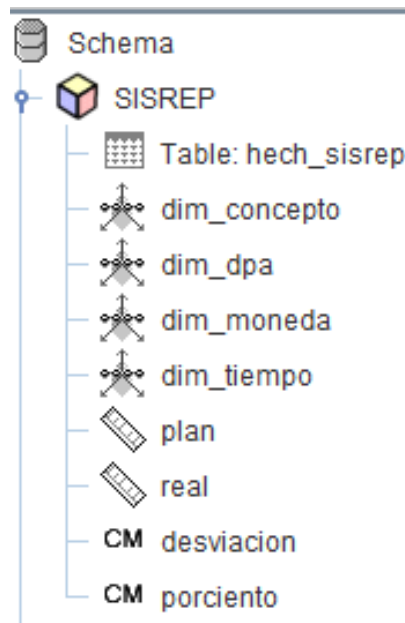 Schema
SISREP
Table: hech_sisrep
dim_concepto
dim_dpa
dim_moneda
dim_tiempo
plan
real
CM desviacion
CM porciento